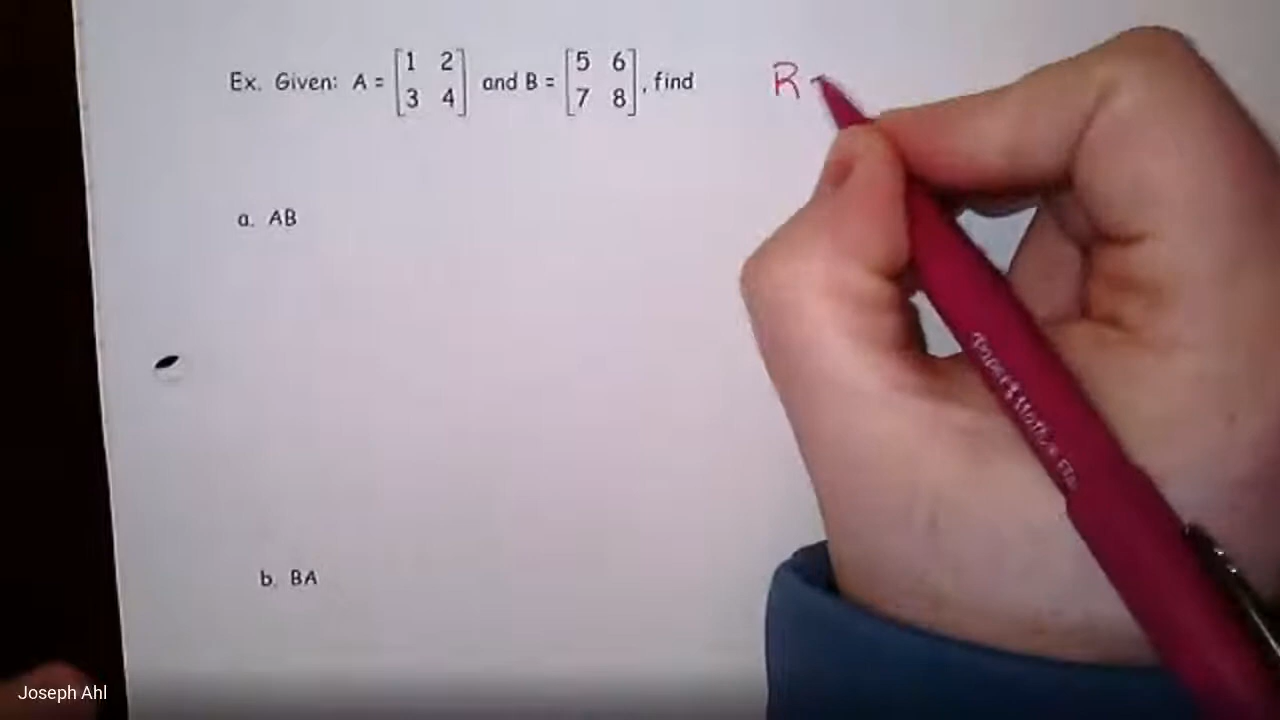 Ex. Given: A = [1 2 3 4] and B = [5 6 7 8], find
R
a. AB
b. BA
Joseph Ahl